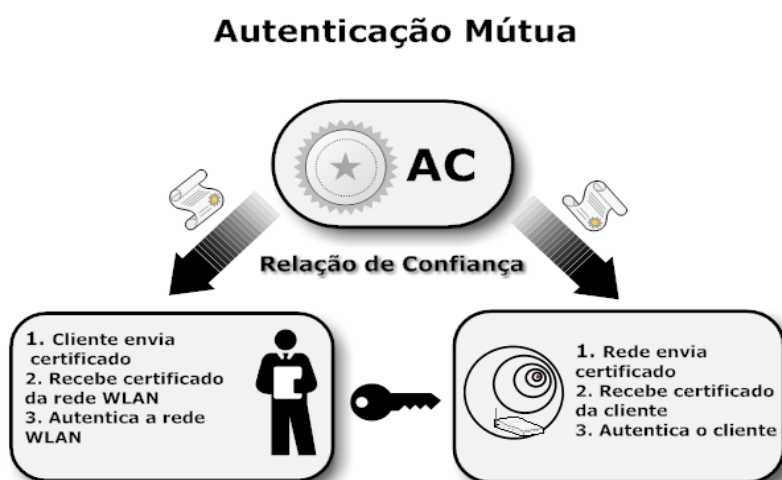 Autenticação Mútua
AC
Relação de Confiança
1. Cliente envia
certificado
2. Recebe certificado
da rede WLAN
3. Autentica a rede
WLAN
1. Rede envia
certificado
2. Recebe certificado
da cliente
3. Autentica o cliente